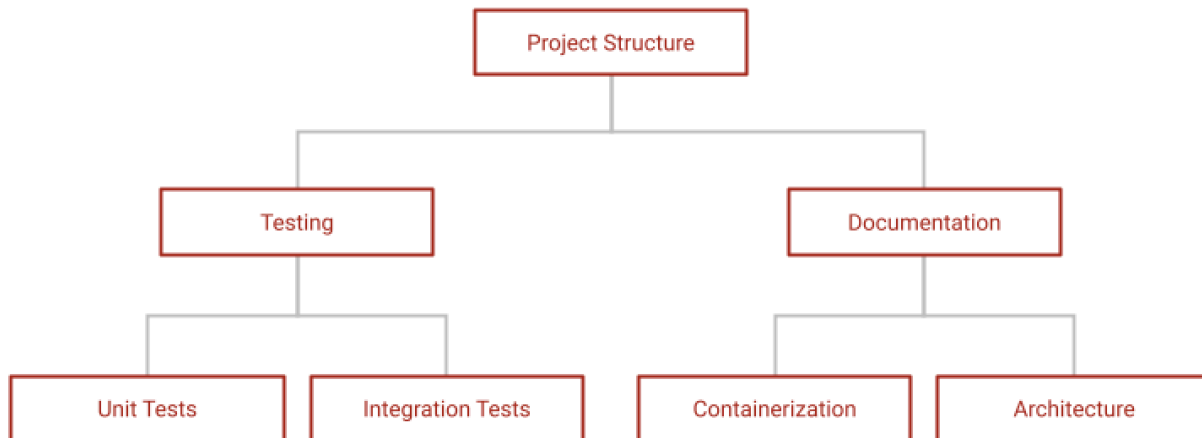 Project Structure
Testing
Documentation
Unit Tests
Integration Tests
Containerization
Architecture